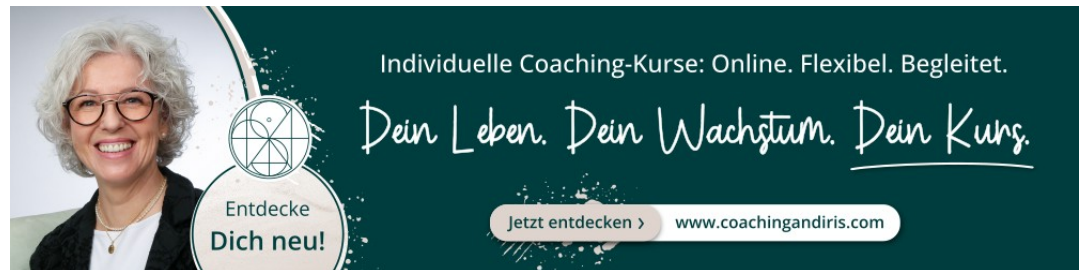 Individuelle Coaching-Kurse: Online. Flexibel. Begleitet.
Dein Leben. Dein Wachstum. Dein Kurs.
Entdecke
Dich neu!
Jetzt entdecken › www.coachingandiris.com